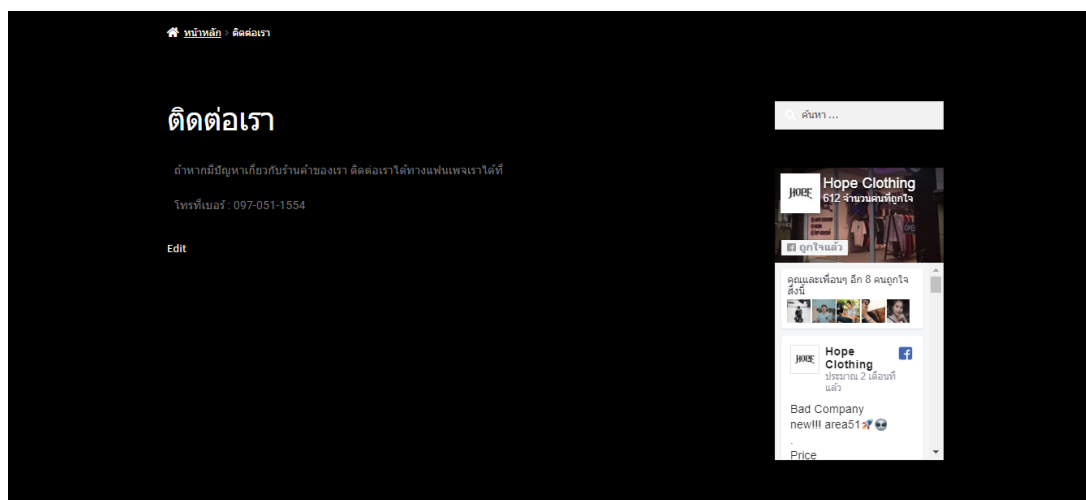 หน้าหลัก › ติดต่อเรา
ติดต่อเรา
ค้นหา …
ถ้าหากมีปัญหาเกี่ยวกับร้านค้าของเรา ติดต่อเราได้ทางแฟนเพจเราได้ที่
โทรที่เบอร์ : 097-051-1554
Edit
HOPE
Hope Clothing
612 จำนวนคนที่ถูกใจ
ถูกใจแล้ว
คุณและเพื่อนๆ อีก 8 คนถูกใจ
สิ่งนี้
HOPE
Hope
Clothing
ประมาณ 2 เดือนที่
แล้ว
Bad Company
new!!! area51🚀👽
.
Price